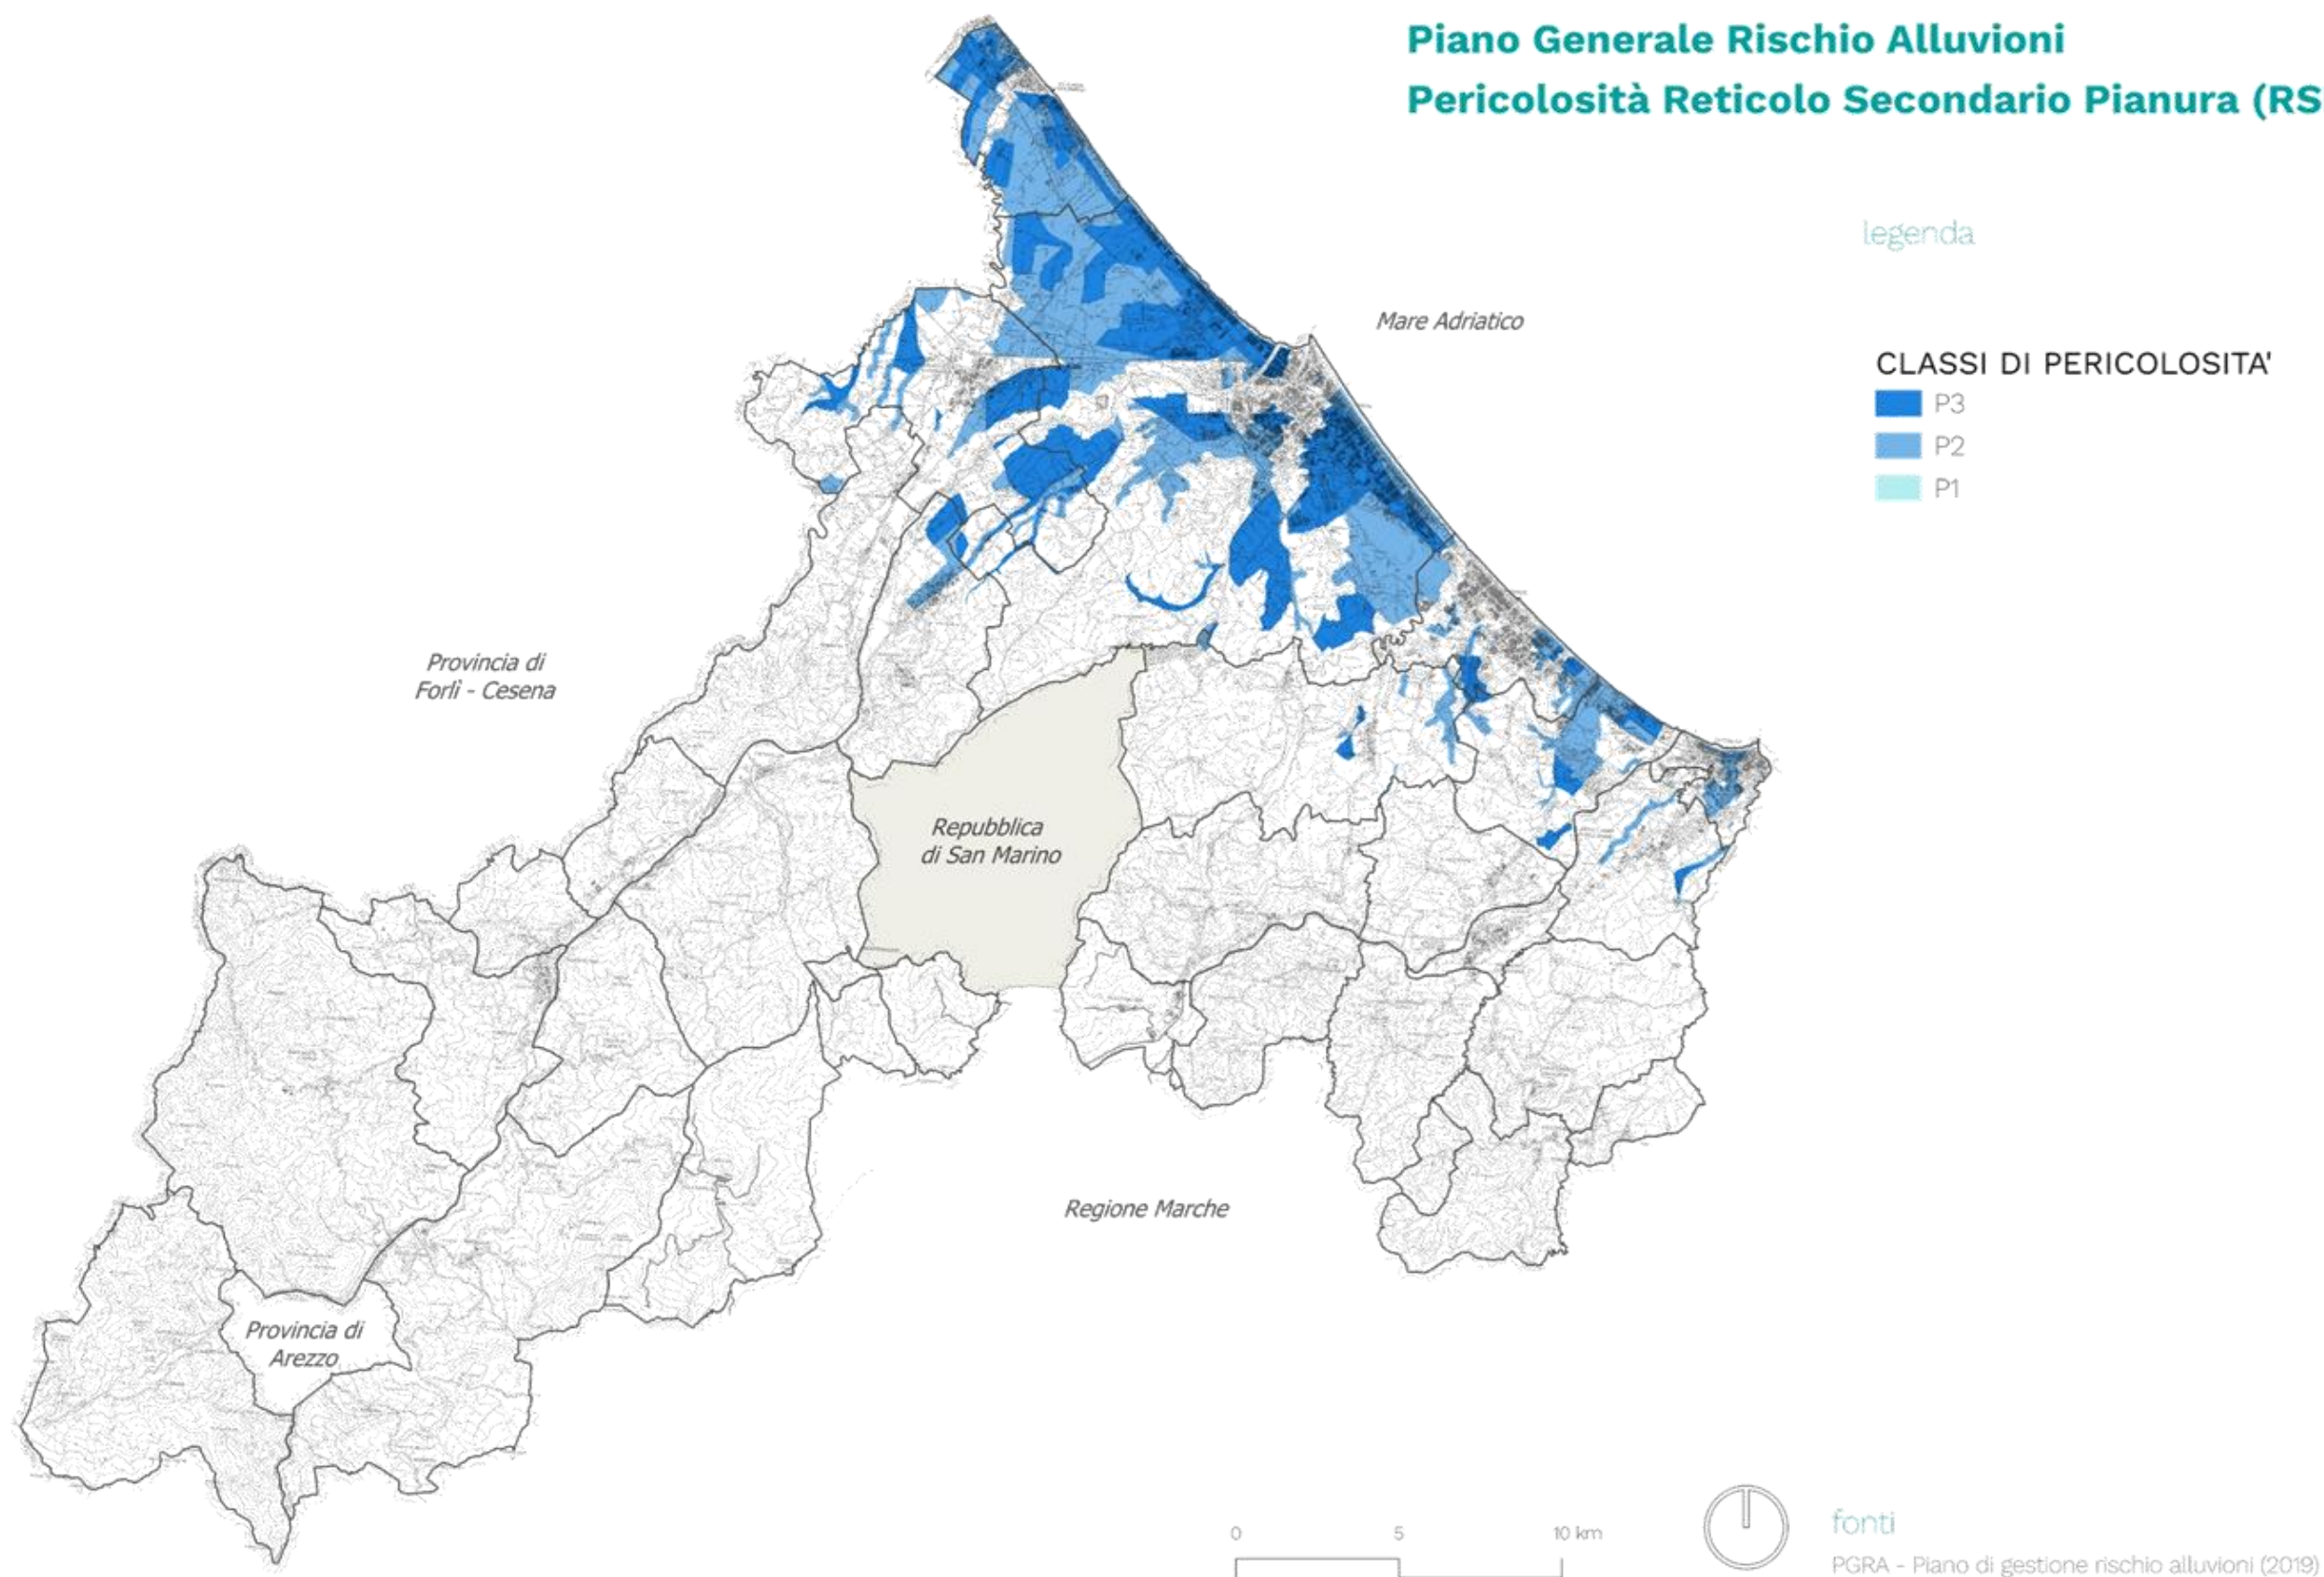 Piano Generale Rischio Alluvioni
Pericolosità Reticolo Secondario Pianura (RS
legenda
Mare Adriatico
CLASSI DI PERICOLOSITA'
P3
P2
P1
Provincia di
Forlì - Cesena
Repubblica
di San Marino
Regione Marche
Provincia di
Arezzo
0 5 10 km
fonti
PGRA - Piano di gestione rischio alluvioni (2019)